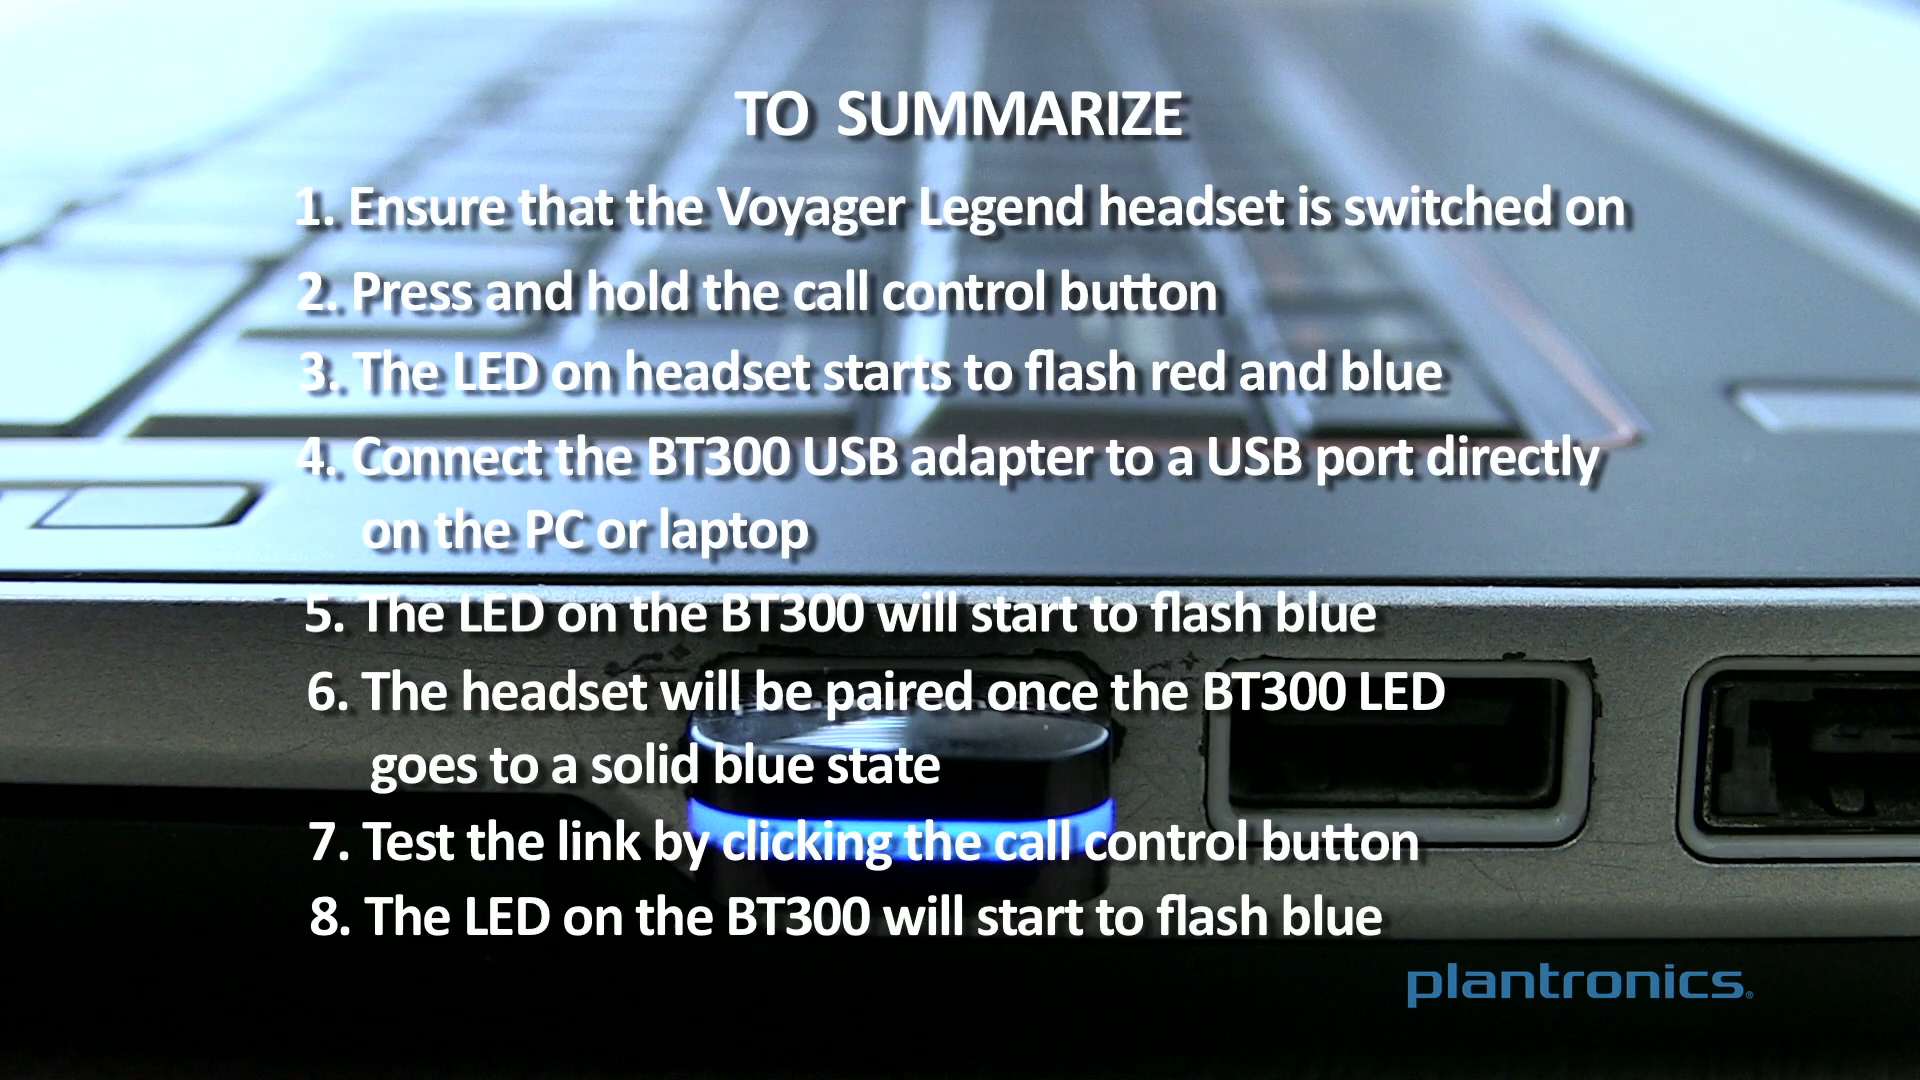 TO SUMMARIZE
1. Ensure that the Voyager Legend headset is switched on
2. Press and hold the call control button
3. The LED on headset starts to flash red and blue
4. Connect the BT300 USB adapter to a USB port directly
on the PC or laptop
5. The LED on the BT300 will start to flash blue
6. The headset will be paired once the BT300 LED
goes to a solid blue state
7. Test the link by clicking the call control button
8. The LED on the BT300 will start to flash blue
plantronics®